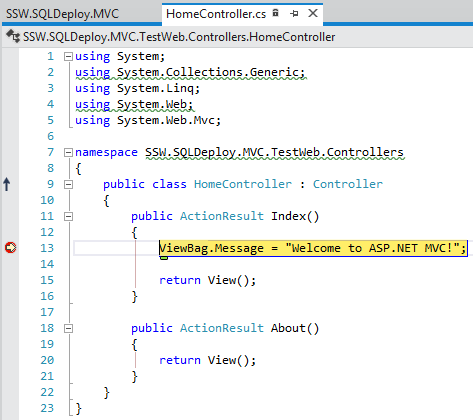 SSW.SQLDeploy.MVC HomeController.cs
SSW.SQLDeploy.MVC.TestWeb.Controllers.HomeController
1 using System;
2 using System.Collections.Generic;
3 using System.Linq;
4 using System.Web;
5 using System.Web.Mvc;
6
7 namespace SSW.SQLDeploy.MVC.TestWeb.Controllers
8 {
9 public class HomeController : Controller
10 {
11 public ActionResult Index()
12 {
13 ViewBag.Message = "Welcome to ASP.NET MVC!";
14
15 return View();
16 }
17
18 public ActionResult About()
19 {
20 return View();
21 }
22 }
23 }